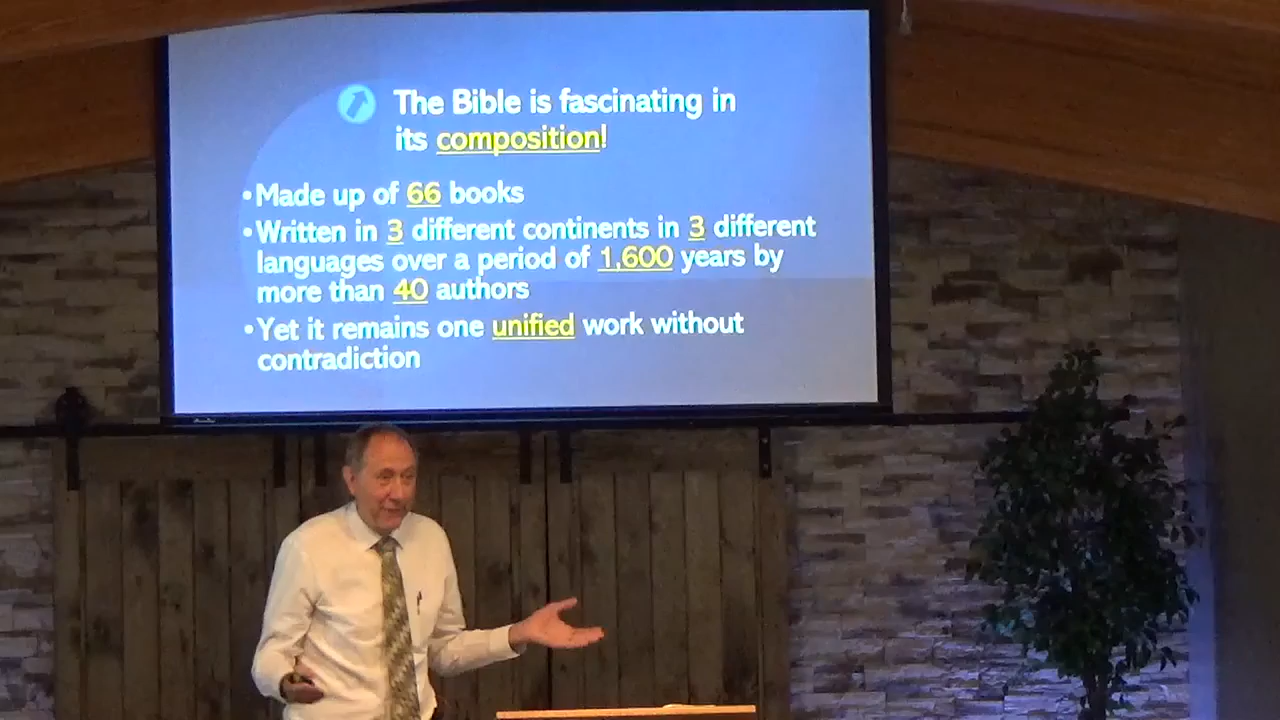 The Bible is fascinating in
its composition!
•Made up of 66 books
•Written in 3 different continents in 3 different
languages over a period of 1,600 years by
more than 40 authors
•Yet it remains one unified work without
contradiction